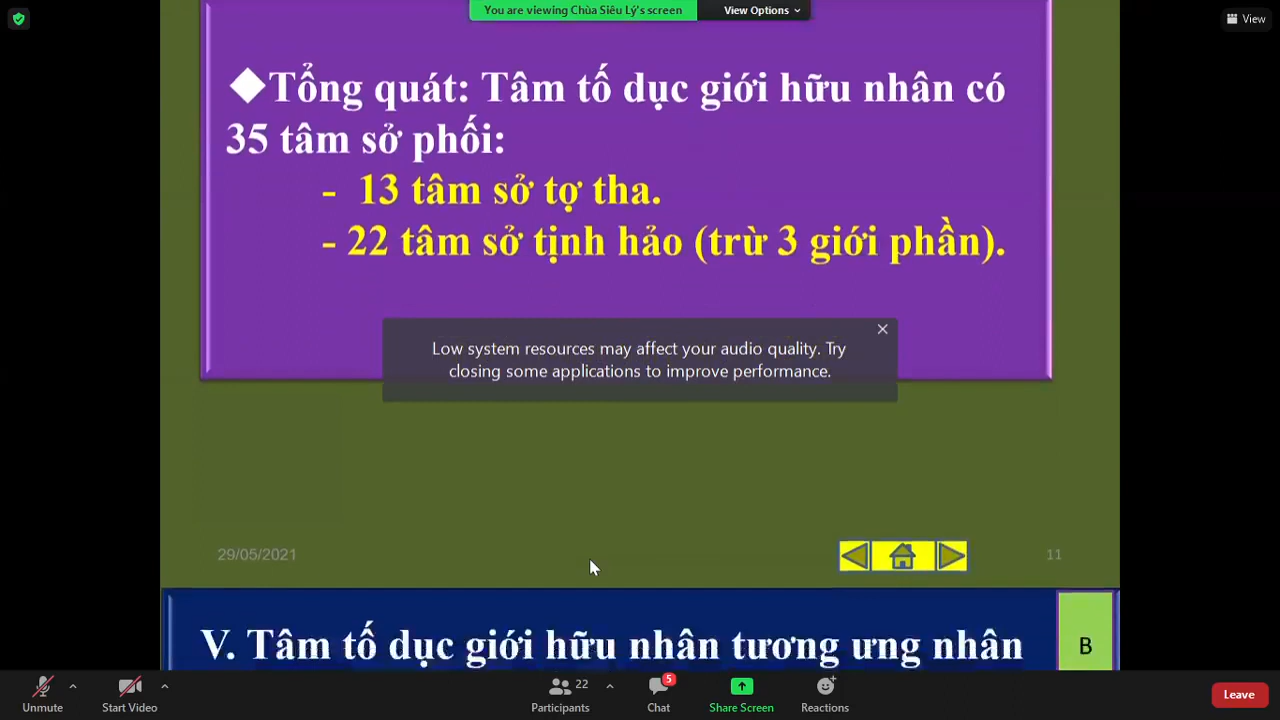 You are viewing Chùa Siêu Lý's screen
View Options
View
◆Tổng quát: Tâm tố dục giới hữu nhân có
35 tâm sở phối:
- 13 tâm sở tợ tha.
- 22 tâm sở tịnh hảo (trừ 3 giới phần).
Low system resources may affect your audio quality. Try
closing some applications to improve performance.
29/05/2021
11
V. Tâm tố dục giới hữu nhân tương ưng nhân
B
22
5
Unmute
Start Video
Participants
Chat
Share Screen
Reactions
Leave